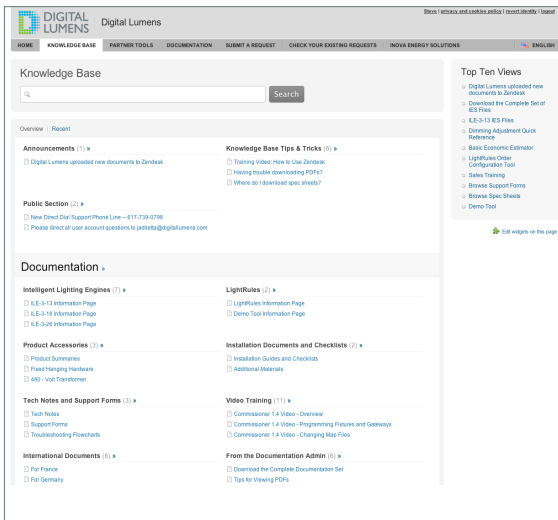 DIGITAL LUMENS
Digital Lumens
Steve | privacy and cookies policy | revert identity | logout
HOME KNOWLEDGE BASE PARTNER TOOLS DOCUMENTATION SUBMIT A REQUEST CHECK YOUR EXISTING REQUESTS INOVA ENERGY SOLUTIONS ENGLISH
Knowledge Base
Search
Overview | Recent
Announcements (1) »
Digital Lumens uploaded new documents to Zendesk
Knowledge Base Tips & Tricks (6) »
Training Video: How to Use Zendesk
Having trouble downloading PDFs?
Where do I download spec sheets?
Public Section (2) »
New Direct Dial Support Phone Line – 617-739-0798
Please direct all user account questions to jadiletta@digitallumens.com
Documentation »
Intelligent Lighting Engines (7) »
ILE-3-13 Information Page
ILE-3-18 Information Page
ILE-3-26 Information Page
LightRules (2) »
LightRules Information Page
Demo Tool Information Page
Product Accessories (3) »
Product Summaries
Fixed Hanging Hardware
480 - Volt Transformer
Installation Documents and Checklists (2) »
Installation Guides and Checklists
Additional Materials
Tech Notes and Support Forms (3) »
Tech Notes
Support Forms
Troubleshooting Flowcharts
Video Training (11) »
Commissioner 1.4 Video - Overview
Commissioner 1.4 Video - Programming Fixtures and Gateways
Commissioner 1.4 Video - Changing Map Files
International Documents (6) »
For France
For Germany
From the Documentation Admin (6) »
Download the Complete Documentation Set
Tips for Viewing PDFs
Top Ten Views
Digital Lumens uploaded new
documents to Zendesk
Download the Complete Set of
IES Files
ILE-3-13 IES Files
Dimming Adjustment Quick
Reference
Basic Economic Estimator
LightRules Order
Configuration Tool
Sales Training
Browse Support Forms
Browse Spec Sheets
Demo Tool
Edit widgets on this page